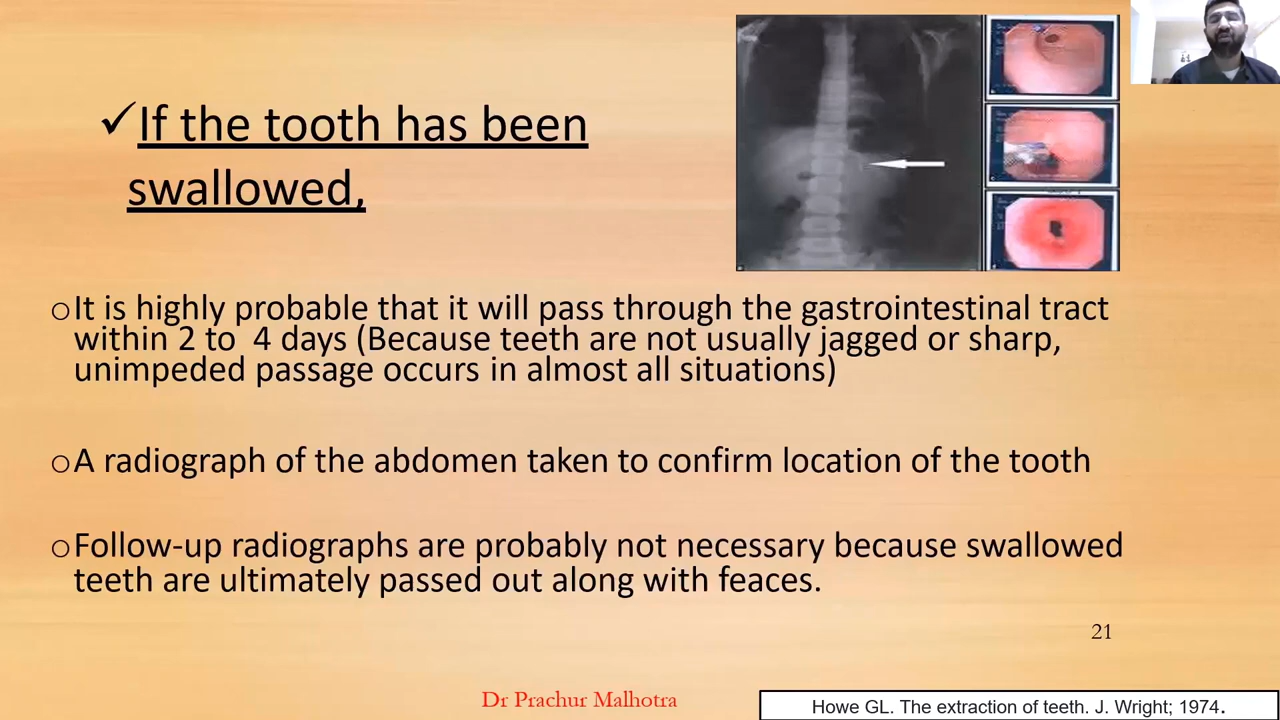 ✓If the tooth has been
swallowed,
oIt is highly probable that it will pass through the gastrointestinal tract
within 2 to 4 days (Because teeth are not usually jagged or sharp,
unimpeded passage occurs in almost all situations)
oA radiograph of the abdomen taken to confirm location of the tooth
oFollow-up radiographs are probably not necessary because swallowed
teeth are ultimately passed out along with feaces.
21
Dr Prachur Malhotra
Howe GL. The extraction of teeth. J. Wright; 1974.